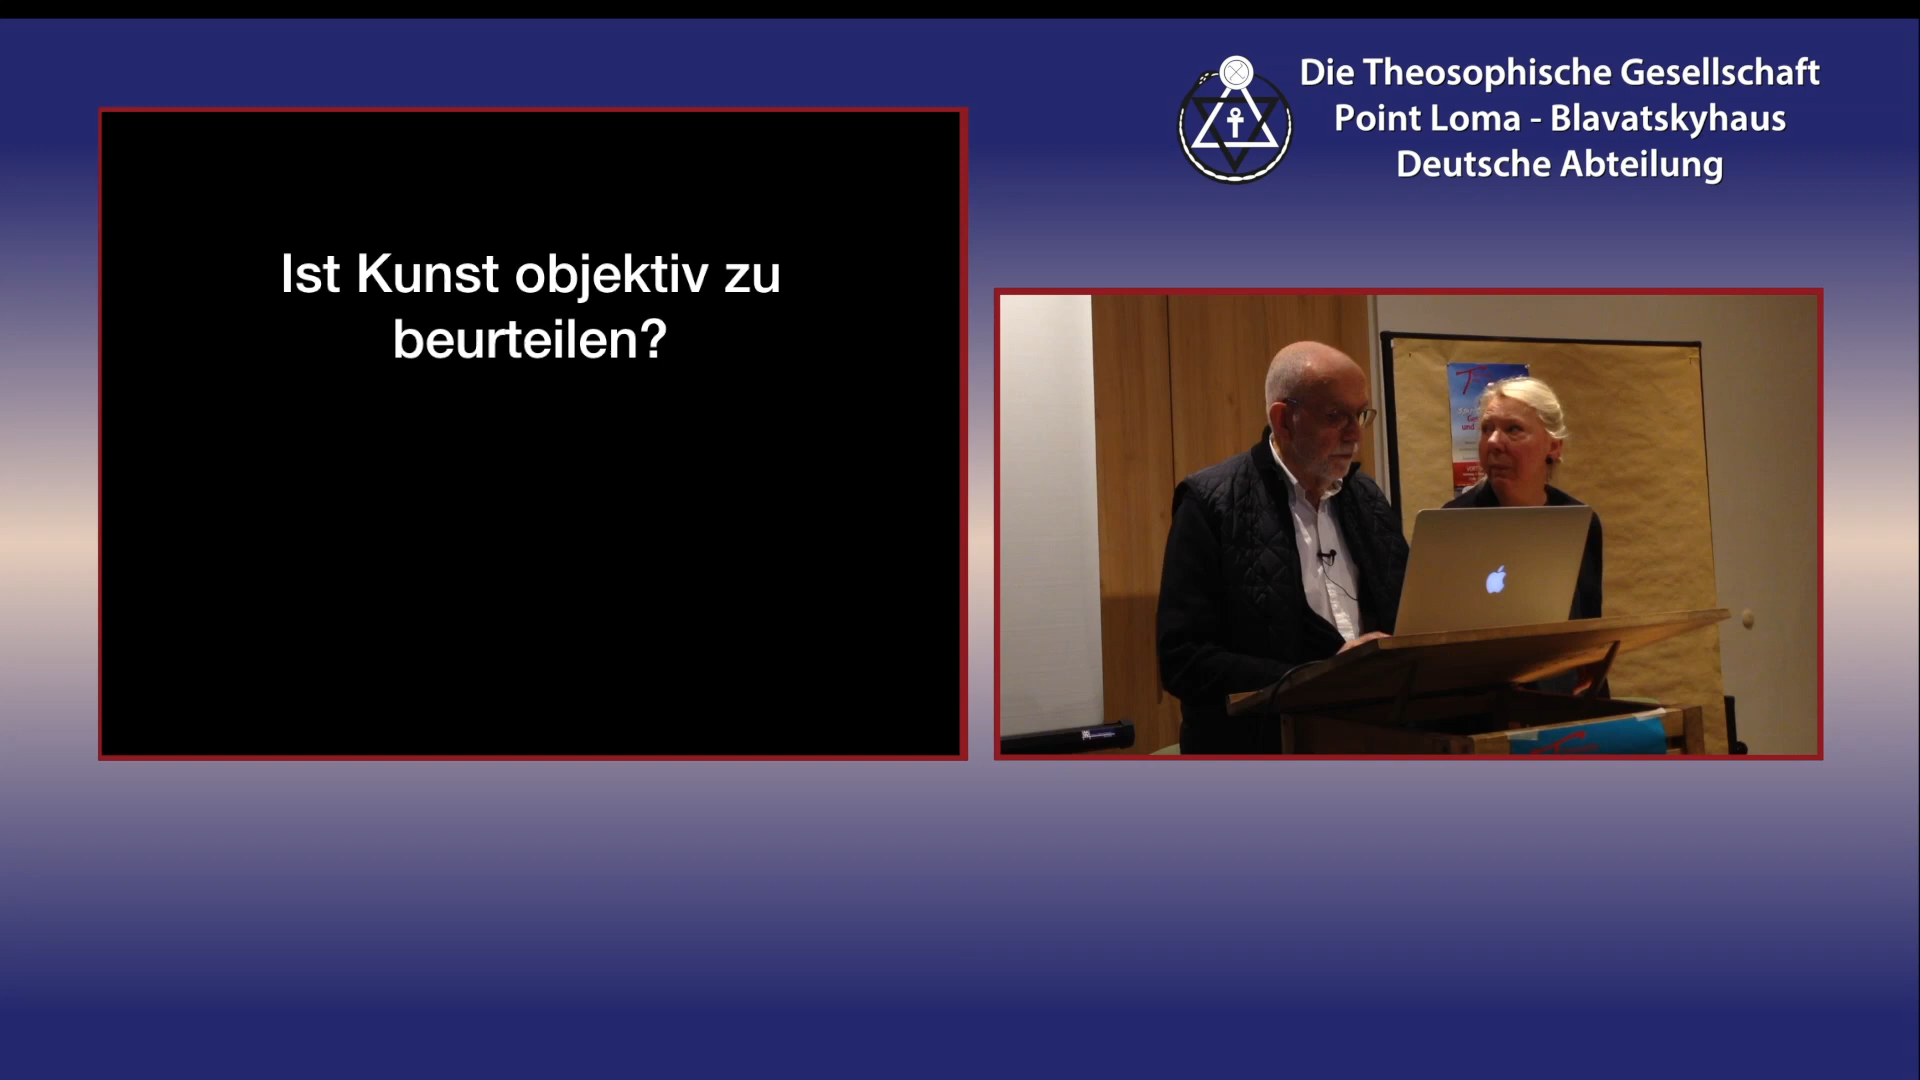 Die Theosophische Gesellschaft
Point Loma - Blavatskyhaus
Deutsche Abteilung
Ist Kunst objektiv zu
beurteilen?